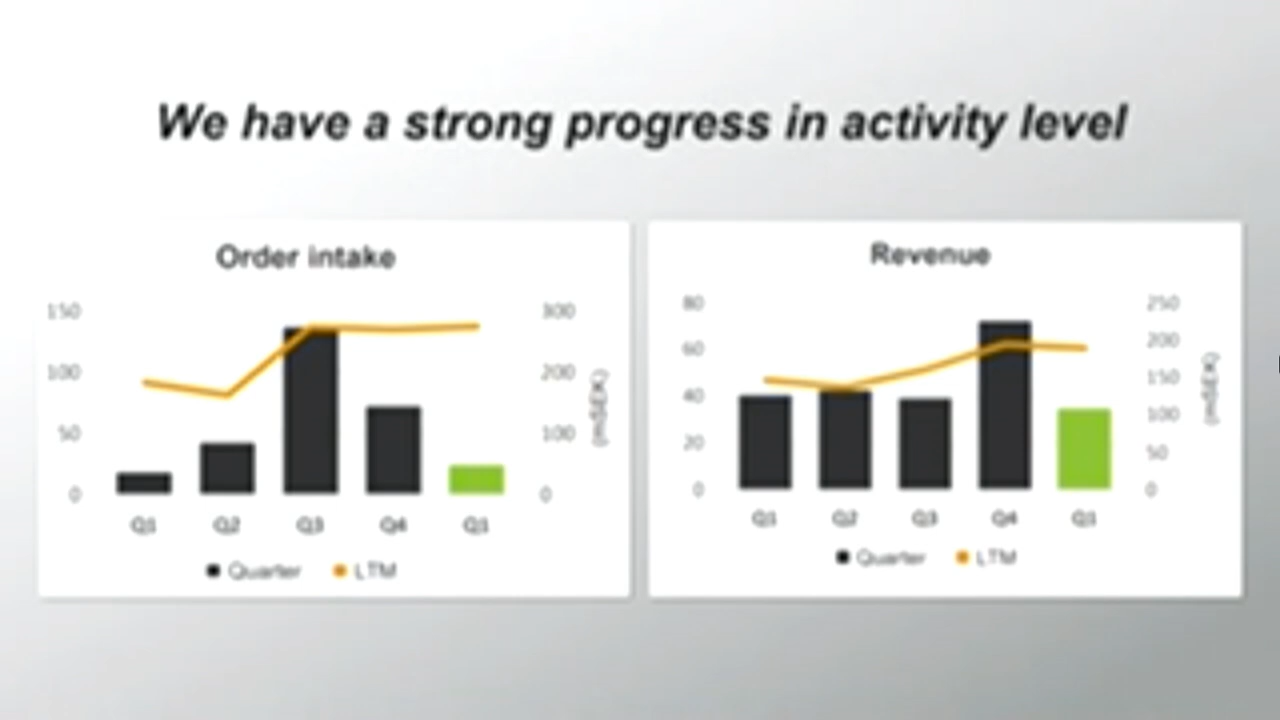 We have a strong progress in activity level
Order intake
150
100
50
0
300
200
100
0
(mSEK)
Q1 Q2 Q3 Q4 Q1
Quarter LTM
Revenue
80
60
40
20
0
250
200
150
100
50
0
(mSEK)
Q1 Q2 Q3 Q4 Q1
Quarter LTM